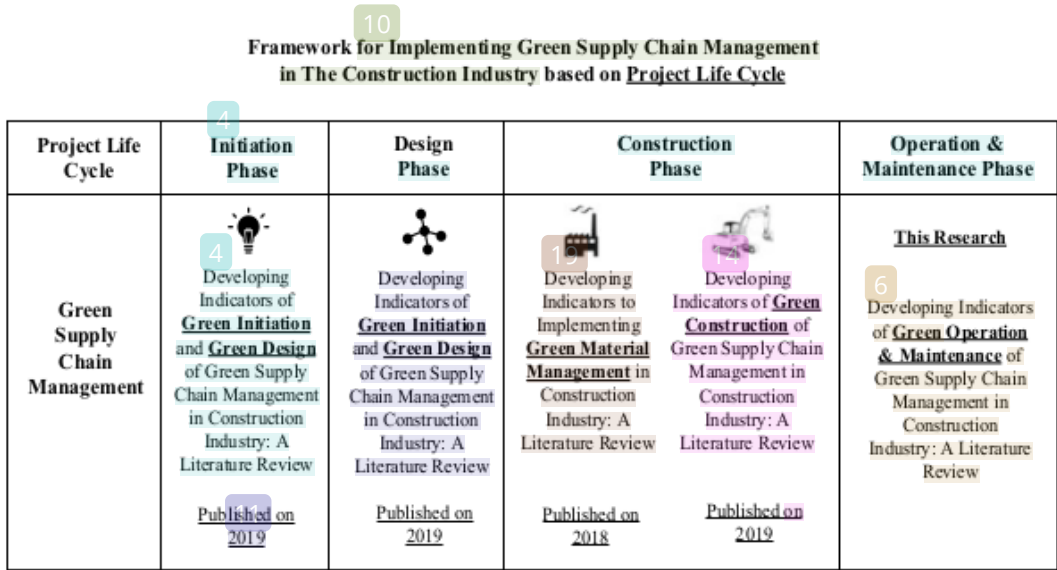 Framework for Implementing Green Supply Chain Management
in The Construction Industry based on Project Life Cycle
Project Life
Cycle
Initiation
Phase
Design
Phase
Construction
Phase
Operation &
Maintenance Phase
Green
Supply
Chain
Management
Developing
Indicators of
Green Initiation
and Green Design
of Green Supply
Chain Management
in Construction
Industry: A
Literature Review
Published on
2019
Developing
Indicators of
Green Initiation
and Green Design
of Green Supply
Chain Management
in Construction
Industry: A
Literature Review
Published on
2019
Developing
Indicators to
Implementing
Green Material
Management in
Construction
Industry: A
Literature Review
Published on
2018
Developing
Indicators of Green
Construction of
Green Supply Chain
Management in
Construction
Industry: A
Literature Review
Published on
2019
This Research
Developing Indicators
of Green Operation
& Maintenance of
Green Supply Chain
Management in
Construction
Industry: A Literature
Review
10
4
4
11
19
14
6